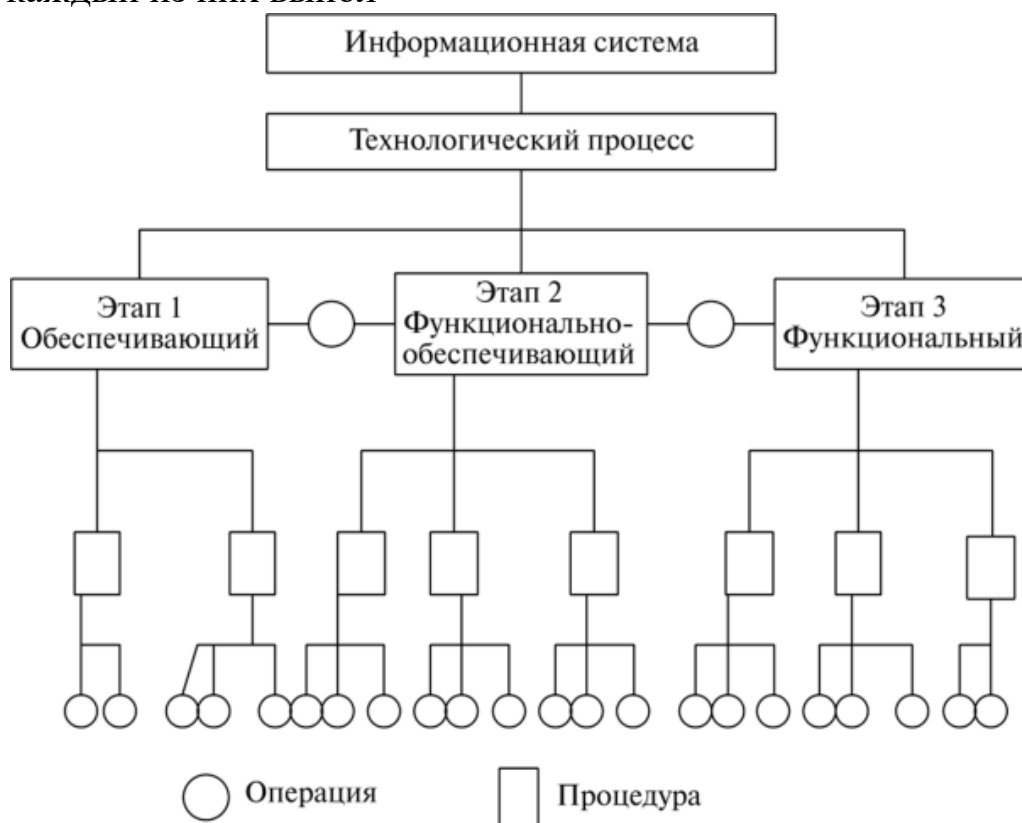 Информационная система
Технологический процесс
Этап 1
Обеспечивающий
Этап 2
Функционально-
обеспечивающий
Этап 3
Функциональный
Операция
Процедура